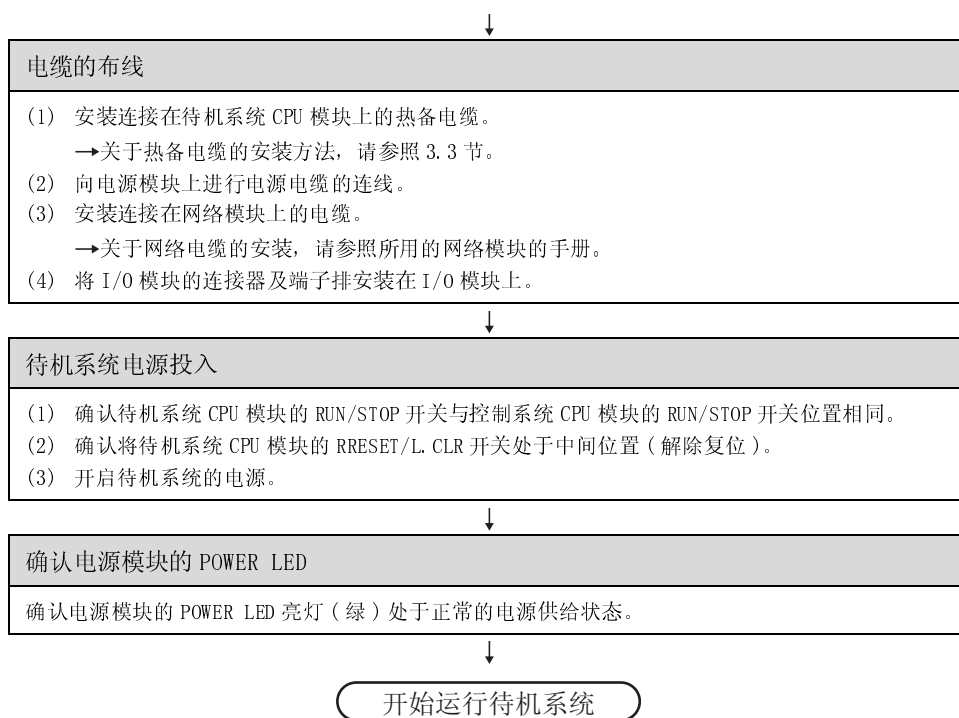 电缆的布线
(1) 安装连接在待机系统 CPU 模块上的热备电缆。
→关于热备电缆的安装方法，请参照 3.3 节。
(2) 向电源模块上进行电源电缆的连线。
(3) 安装连接在网络模块上的电缆。
→关于网络电缆的安装，请参照所用的网络模块的手册。
(4) 将 I/O 模块的连接器及端子排安装在 I/O 模块上。
待机系统电源投入
(1) 确认待机系统 CPU 模块的 RUN/STOP 开关与控制系统 CPU 模块的 RUN/STOP 开关位置相同。
(2) 确认将待机系统 CPU 模块的 RRESET/L.CLR 开关处于中间位置(解除复位)。
(3) 开启待机系统的电源。
确认电源模块的 POWER LED
确认电源模块的 POWER LED 亮灯(绿)处于正常的电源供给状态。
开始运行待机系统